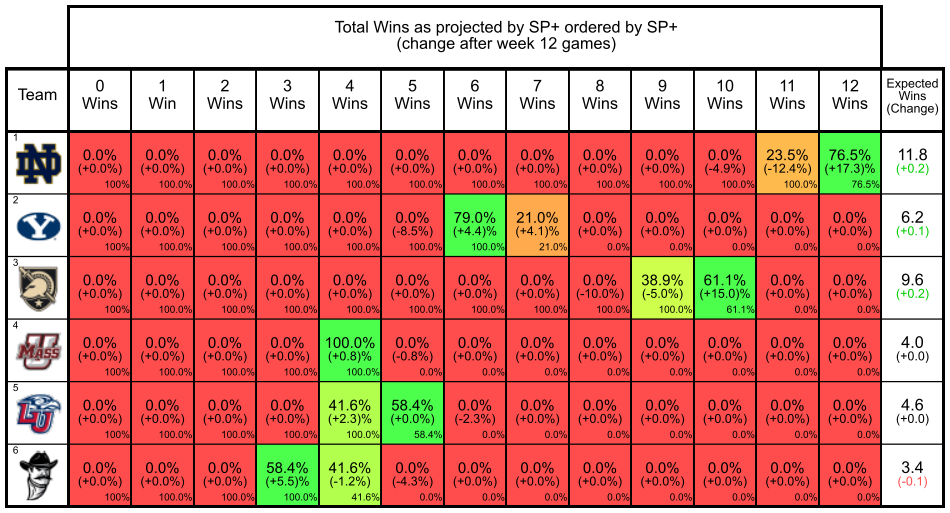 Total Wins as projected by SP+ ordered by SP+
(change after week 12 games)
Team
0 Wins
1 Win
2 Wins
3 Wins
4 Wins
5 Wins
6 Wins
7 Wins
8 Wins
9 Wins
10 Wins
11 Wins
12 Wins
Expected Wins (Change)
1
ND
0.0% 0.0% 0.0% 0.0% 0.0% 0.0% 0.0% 0.0% 0.0% 0.0% 0.0% 23.5% 76.5% 11.8
(+0.0%) (+0.0%) (+0.0%) (+0.0%) (+0.0%) (+0.0%) (+0.0%) (+0.0%) (+0.0%) (+0.0%) (-4.9%) (-12.4%) (+17.3)% (+0.2)
100% 100.0% 100.0% 100.0% 100.0% 100.0% 100.0% 100.0% 100.0% 100.0% 100.0% 100.0% 76.5%
2
Y
0.0% 0.0% 0.0% 0.0% 0.0% 0.0% 79.0% 21.0% 0.0% 0.0% 0.0% 0.0% 0.0% 6.2
(+0.0%) (+0.0%) (+0.0%) (+0.0%) (+0.0%) (-8.5%) (+4.4)% (+4.1)% (+0.0%) (+0.0%) (+0.0%) (+0.0%) (+0.0%) (+0.1)
100% 100.0% 100.0% 100.0% 100.0% 100.0% 100.0% 21.0% 0.0% 0.0% 0.0% 0.0% 0.0%
3
0.0% 0.0% 0.0% 0.0% 0.0% 0.0% 0.0% 0.0% 0.0% 38.9% 61.1% 0.0% 0.0% 9.6
(+0.0%) (+0.0%) (+0.0%) (+0.0%) (+0.0%) (+0.0%) (+0.0%) (+0.0%) (-10.0%) (-5.0%) (+15.0)% (+0.0%) (+0.0%) (+0.2)
100% 100.0% 100.0% 100.0% 100.0% 100.0% 100.0% 100.0% 100.0% 100.0% 61.1% 0.0% 0.0%
4
UMASS
0.0% 0.0% 0.0% 0.0% 100.0% 0.0% 0.0% 0.0% 0.0% 0.0% 0.0% 0.0% 0.0% 4.0
(+0.0%) (+0.0%) (+0.0%) (+0.0%) (+0.8)% (-0.8%) (+0.0%) (+0.0%) (+0.0%) (+0.0%) (+0.0%) (+0.0%) (+0.0%) (+0.0)
100% 100.0% 100.0% 100.0% 100.0% 0.0% 0.0% 0.0% 0.0% 0.0% 0.0% 0.0% 0.0%
5
LU
0.0% 0.0% 0.0% 0.0% 41.6% 58.4% 0.0% 0.0% 0.0% 0.0% 0.0% 0.0% 0.0% 4.6
(+0.0%) (+0.0%) (+0.0%) (+0.0%) (+2.3)% (+0.0%) (-2.3%) (+0.0%) (+0.0%) (+0.0%) (+0.0%) (+0.0%) (+0.0%) (+0.0)
100% 100.0% 100.0% 100.0% 100.0% 58.4% 0.0% 0.0% 0.0% 0.0% 0.0% 0.0% 0.0%
6
0.0% 0.0% 0.0% 58.4% 41.6% 0.0% 0.0% 0.0% 0.0% 0.0% 0.0% 0.0% 0.0% 3.4
(+0.0%) (+0.0%) (+0.0%) (+5.5)% (-1.2%) (-4.3%) (+0.0%) (+0.0%) (+0.0%) (+0.0%) (+0.0%) (+0.0%) (+0.0%) (-0.1)
100% 100.0% 100.0% 100.0% 41.6% 0.0% 0.0% 0.0% 0.0% 0.0% 0.0% 0.0% 0.0%